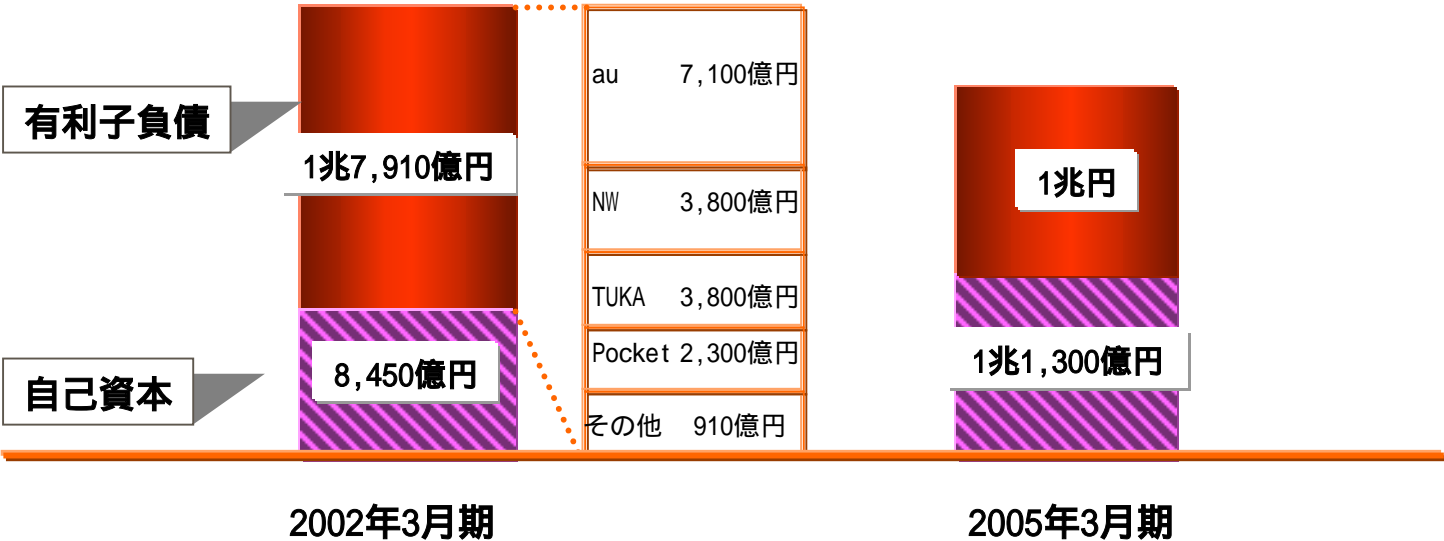 有利子負債
1兆7,910億円
自己資本
8,450億円
au 7,100億円
NW 3,800億円
TUKA 3,800億円
Pocket 2,300億円
その他 910億円
1兆円
1兆1,300億円
2002年3月期
2005年3月期